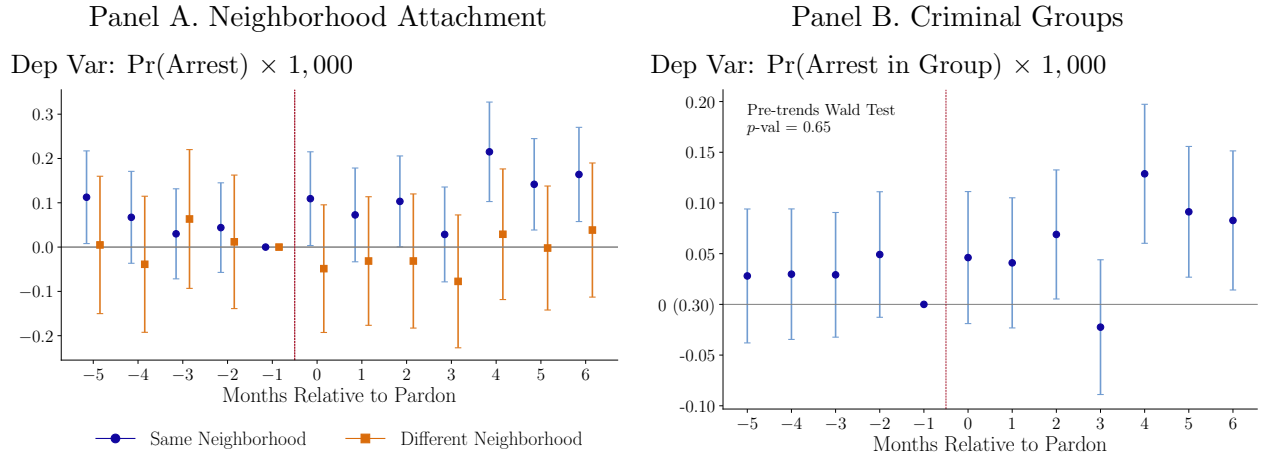 Panel A. Neighborhood Attachment
Dep Var: Pr(Arrest) × 1,000
0.3
0.2
0.1
0.0
−0.1
−0.2
−5 −4 −3 −2 −1 0 1 2 3 4 5 6
Months Relative to Pardon
Same Neighborhood Different Neighborhood
Panel B. Criminal Groups
Dep Var: Pr(Arrest in Group) × 1,000
Pre-trends Wald Test
p-val = 0.65
0.20
0.15
0.10
0.05
0 (0.30)
-0.05
-0.10
−5 −4 −3 −2 −1 0 1 2 3 4 5 6
Months Relative to Pardon